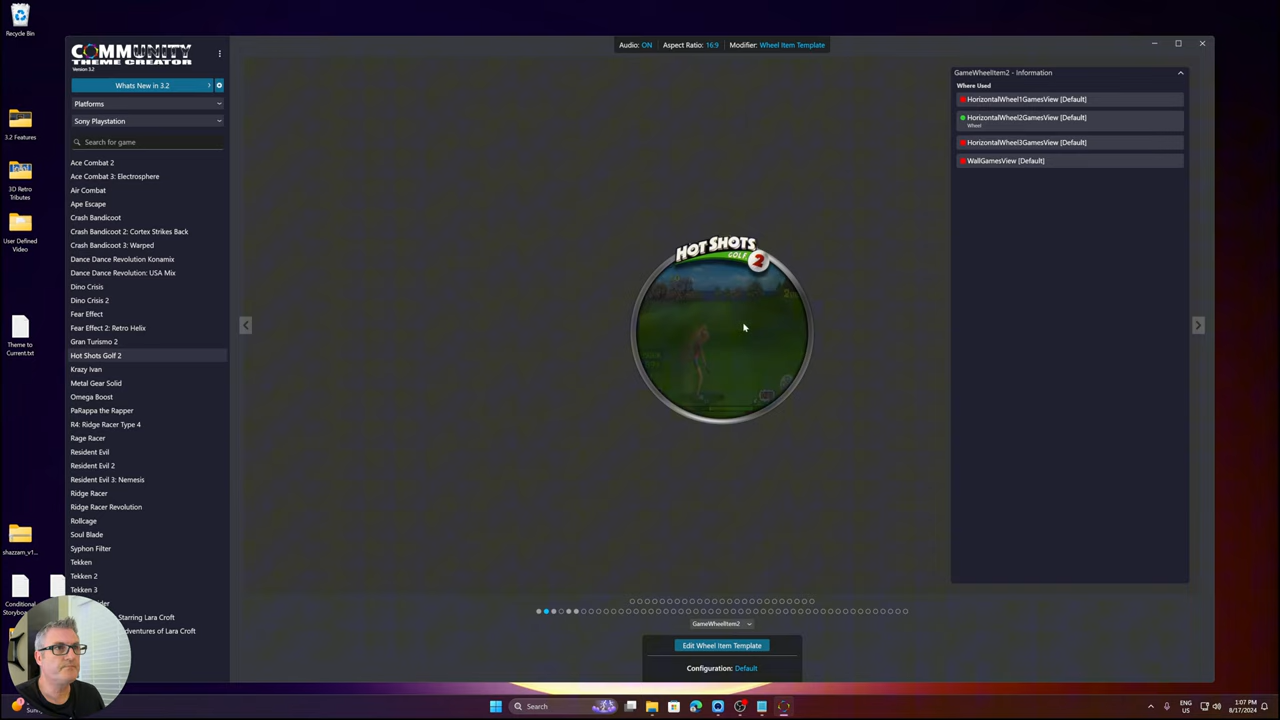 Recycle Bin
3.2 Features
3D Retro
Tributes
User Defined
Video
Theme to
Current.txt
shazzam_v1...
Conditional
Storybo
COMMUNITY
THEME CREATOR
Version 3.2
Whats New in 3.2
Platforms
Sony Playstation
Search for game
Ace Combat 2
Ace Combat 3: Electrosphere
Air Combat
Ape Escape
Crash Bandicoot
Crash Bandicoot 2: Cortex Strikes Back
Crash Bandicoot 3: Warped
Dance Dance Revolution Konamix
Dance Dance Revolution: USA Mix
Dino Crisis
Dino Crisis 2
Fear Effect
Fear Effect 2: Retro Helix
Gran Turismo 2
Hot Shots Golf 2
Krazy Ivan
Metal Gear Solid
Omega Boost
PaRappa the Rapper
R4: Ridge Racer Type 4
Rage Racer
Resident Evil
Resident Evil 2
Resident Evil 3: Nemesis
Ridge Racer
Ridge Racer Revolution
Rollcage
Soul Blade
Syphon Filter
Tekken
Tekken 2
Tekken 3
Starring Lara Croft
dventures of Lara Croft
Audio: ON
Aspect Ratio: 16:9
Modifier: Wheel Item Template
HOT SHOTS
GOLF 2
GameWheelItem2
Edit Wheel Item Template
Configuration: Default
GameWheelItem2 - Information
Where Used
HorizontalWheel1GamesView [Default]
HorizontalWheel2GamesView [Default]
Wheel
HorizontalWheel3GamesView [Default]
WallGamesView [Default]
Sunny
Search
ENG
US
1:07 PM
8/17/2024